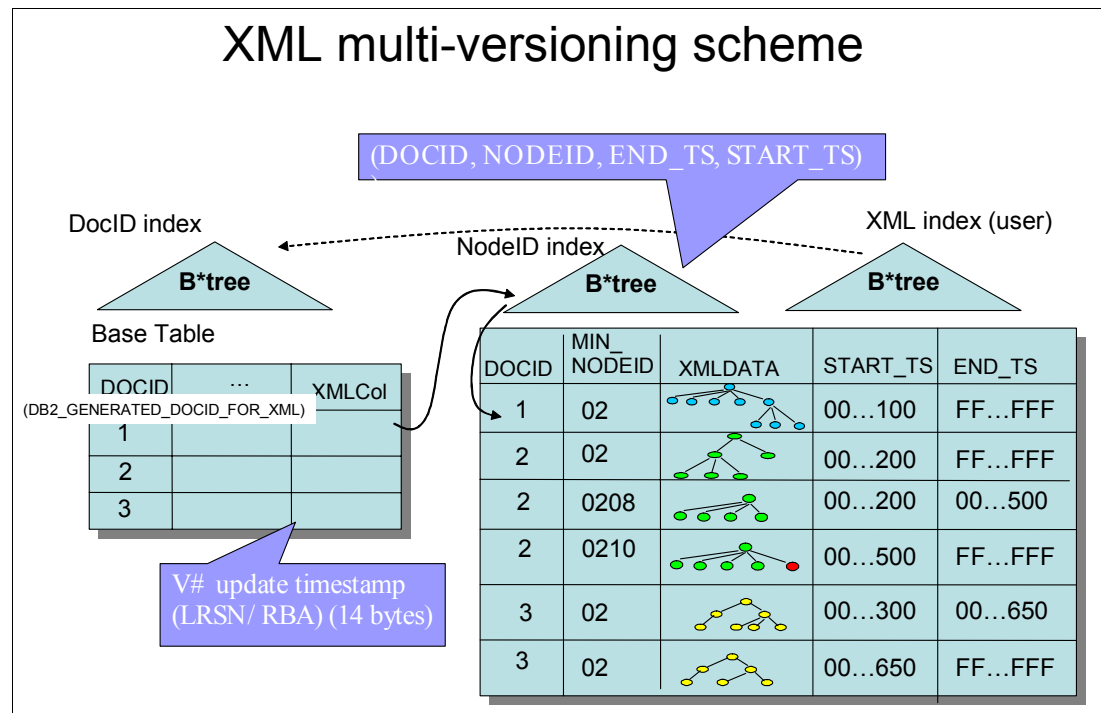 XML multi-versioning scheme
(DOCID, NODEID, END_TS, START_TS)
)
DocID index
NodeID index
XML index (user)
B*tree
B*tree
B*tree
Base Table
DOCID … XMLCol
(DB2_GENERATED_DOCID_FOR_XML)
1
2
3
V# update timestamp
(LRSN/ RBA) (14 bytes)
MIN_
DOCID NODEID XMLDATA START_TS END_TS
1 02 00…100 FF…FFF
2 02 00…200 FF…FFF
2 0208 00…200 00…500
2 0210 00…500 FF…FFF
3 02 00…300 00…650
3 02 00…650 FF…FFF